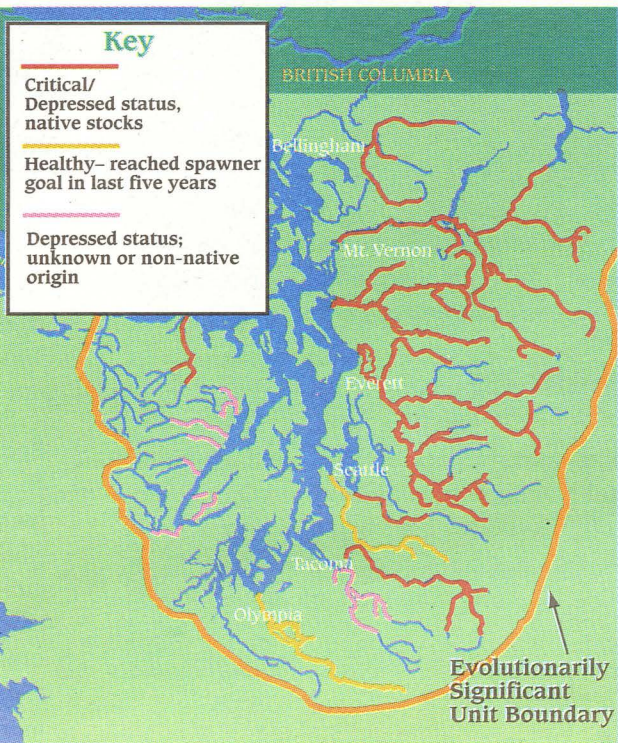 Key
Critical/
Depressed status,
native stocks
Healthy– reached spawner
goal in last five years
Depressed status;
unknown or non-native
origin
BRITISH COLUMBIA
Bellingham
Mt. Vernon
Everett
Seattle
Tacoma
Olympia
Evolutionarily
Significant
Unit Boundary